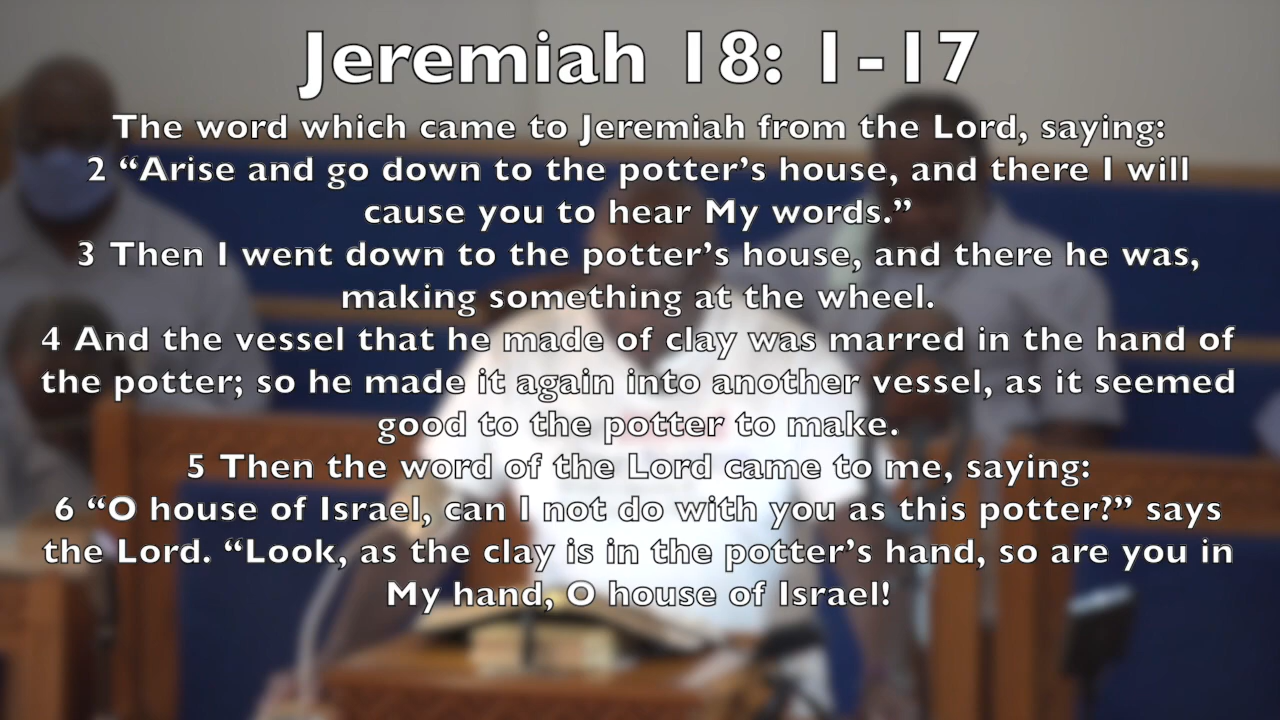 Jeremiah 18: 1-17
The word which came to Jeremiah from the Lord, saying:
2 “Arise and go down to the potter’s house, and there I will
cause you to hear My words.”
3 Then I went down to the potter’s house, and there he was,
making something at the wheel.
4 And the vessel that he made of clay was marred in the hand of
the potter; so he made it again into another vessel, as it seemed
good to the potter to make.
5 Then the word of the Lord came to me, saying:
6 “O house of Israel, can I not do with you as this potter?” says
the Lord. “Look, as the clay is in the potter’s hand, so are you in
My hand, O house of Israel!